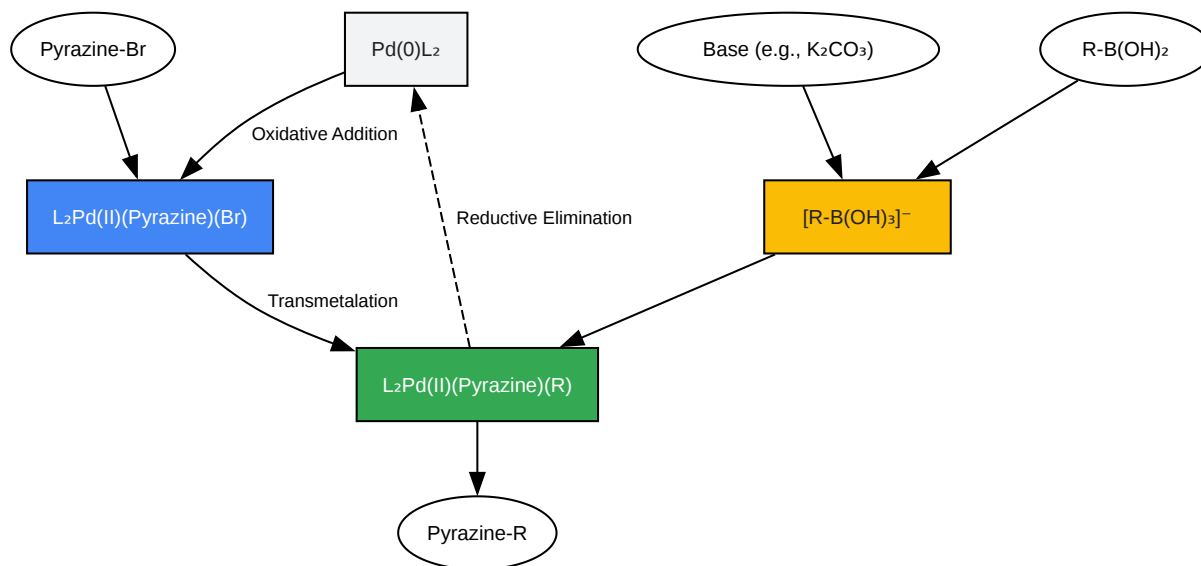 Pyrazine-Br
Pd(0)L₂
Base (e.g., K₂CO₃)
R-B(OH)₂
Oxidative Addition
L₂Pd(II)(Pyrazine)(Br)
Reductive Elimination
[R-B(OH)₃]⁻
Transmetalation
L₂Pd(II)(Pyrazine)(R)
Pyrazine-R